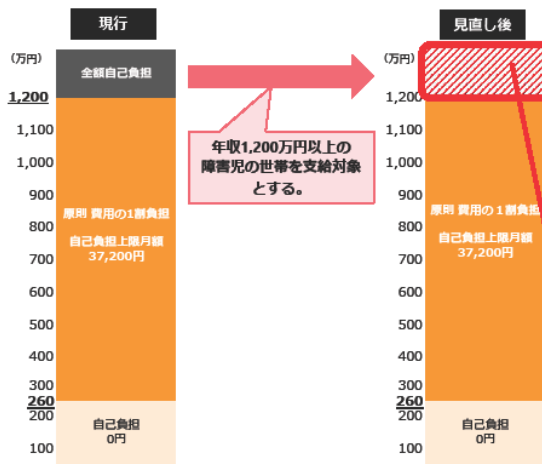 現行
(万円)
全額自己負担
1,200
1,100
1,000
900
800
700
600
500
400
300
260
200
100
原則 費用の1割負担
自己負担上限月額
37,200円
自己負担
0円
年収1,200万円以上の
障害児の世帯を支給対象
とする。
見直し後
(万円)
1,200
1,100
1,000
900
800
700
600
500
400
300
260
200
100
原則 費用の1割負担
自己負担上限月額
37,200円
自己負担
0円